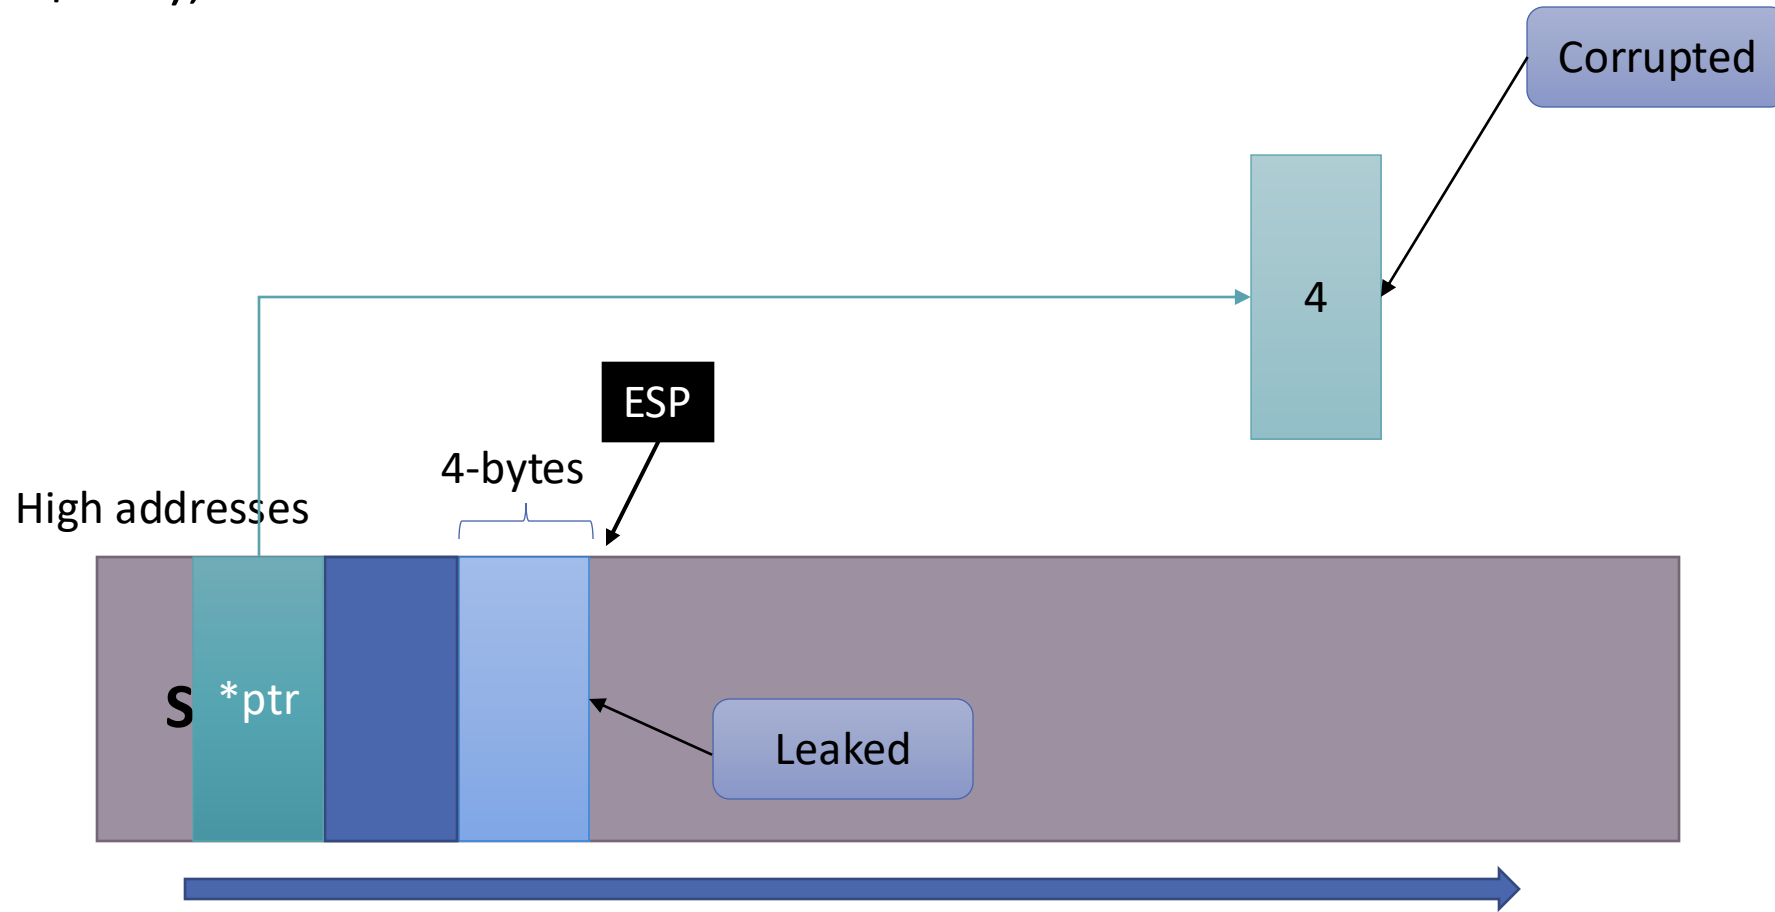 Corrupted
4
ESP
4-bytes
High addresses
S
*ptr
Leaked